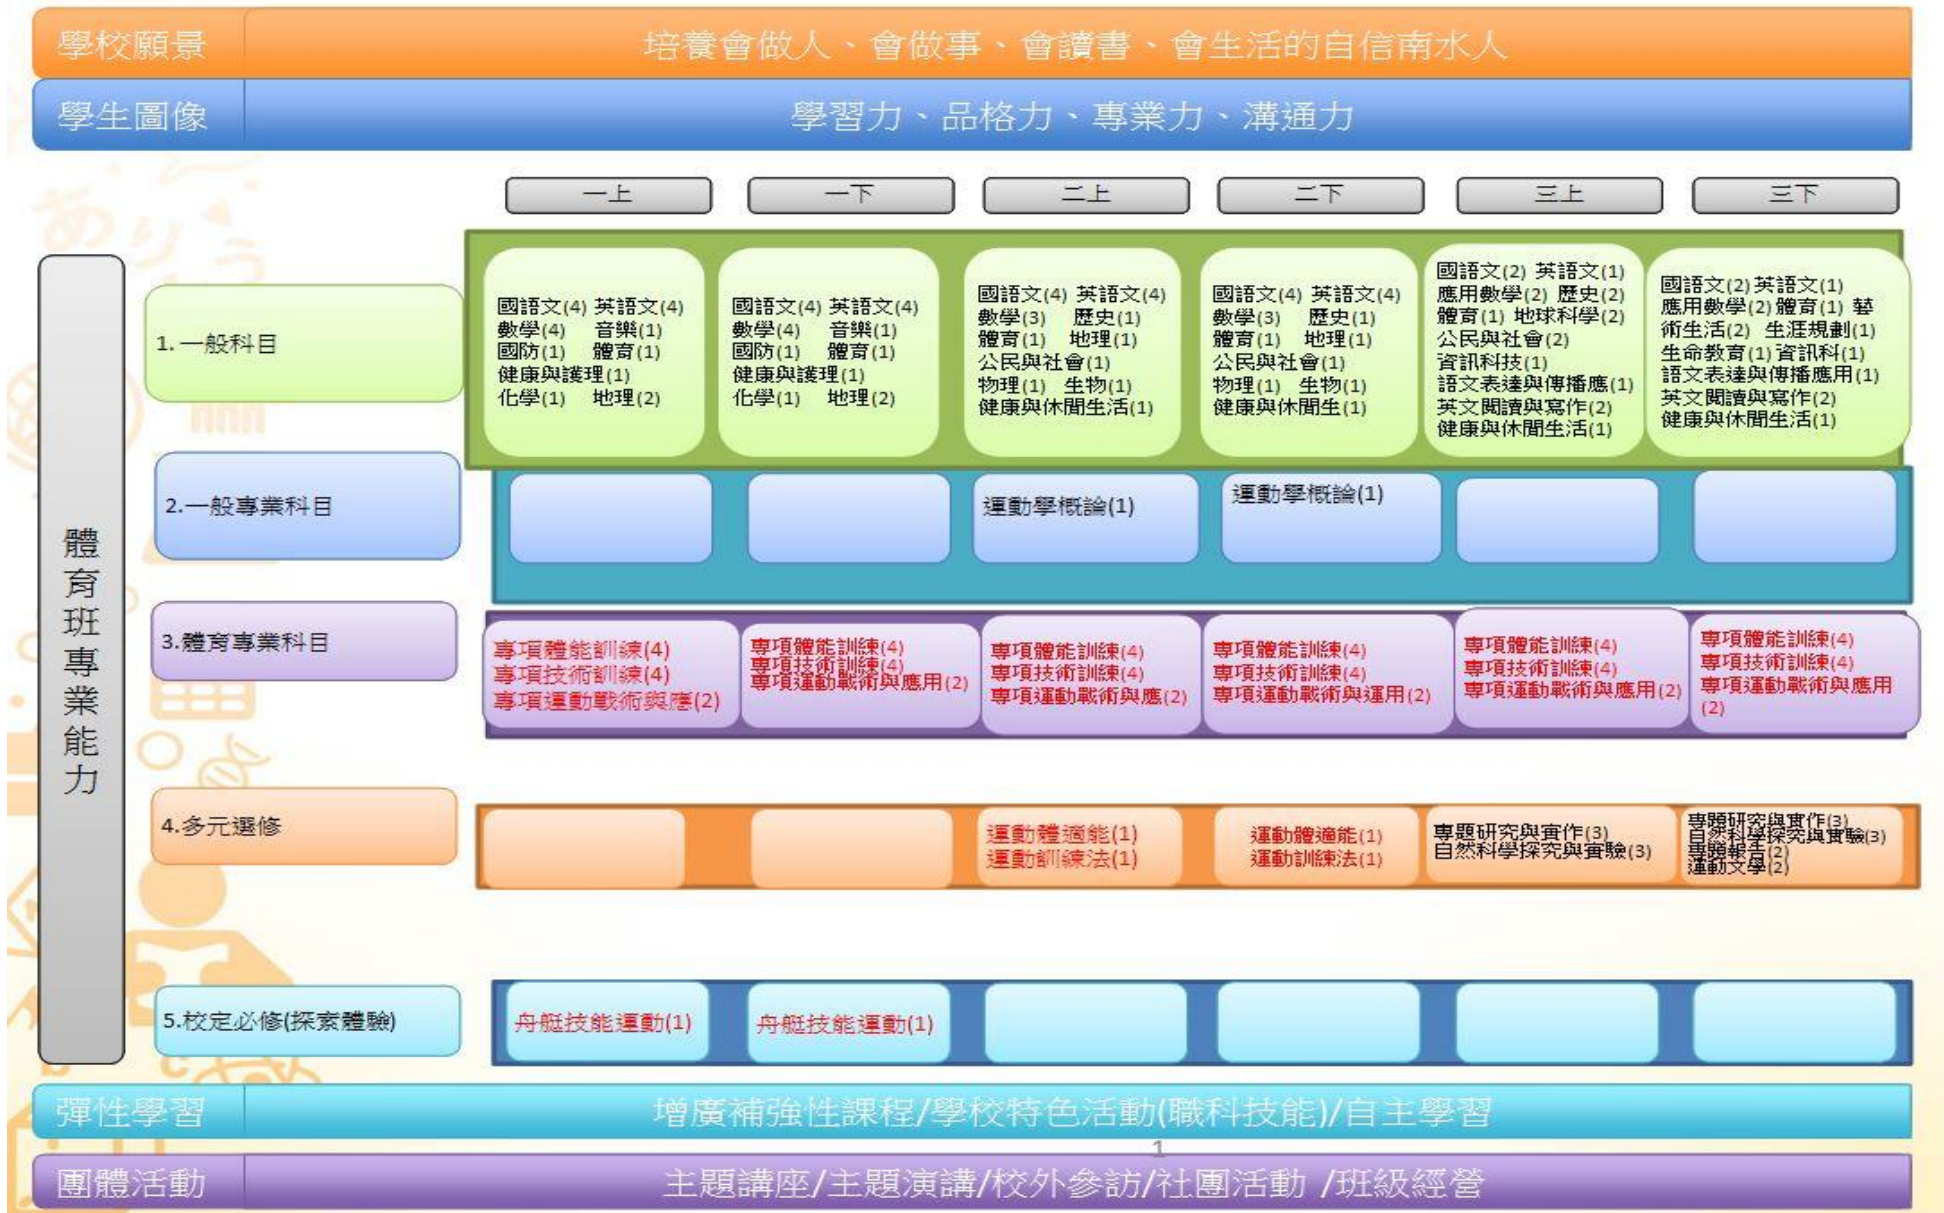 學校願景
培養會做人、會做事、會讀書、會生活的自信南水人
學生圖像
學習力、品格力、專業力、溝通力
一上
一下
二上
二下
三上
三下
體育班專業能力
1. 一般科目
國語文(4) 英語文(4)
數學(4) 音樂(1)
國防(1) 體育(1)
健康與護理(1)
化學(1) 地理(2)
國語文(4) 英語文(4)
數學(4) 音樂(1)
國防(1) 體育(1)
健康與護理(1)
化學(1) 地理(2)
國語文(4) 英語文(4)
數學(3) 歷史(1)
體育(1) 地理(1)
公民與社會(1)
物理(1) 生物(1)
健康與休閒生活(1)
國語文(4) 英語文(4)
數學(3) 歷史(1)
體育(1) 地理(1)
公民與社會(1)
物理(1) 生物(1)
健康與休閒生(1)
國語文(2) 英語文(1)
應用數學(2) 歷史(2)
體育(1) 地球科學(2)
公民與社會(2)
資訊科技(1)
語文表達與傳播應(1)
英文閱讀與寫作(2)
健康與休閒生活(1)
國語文(2)英語文(1)
應用數學(2)體育(1) 藝
術生活(2) 生涯規劃(1)
生命教育(1)資訊科(1)
語文表達與傳播應用(1)
英文閱讀與寫作(2)
健康與休閒生活(1)
2.一般專業科目
運動學概論(1)
運動學概論(1)
3.體育專業科目
專項體能訓練(4)
專項技術訓練(4)
專項運動戰術與應(2)
專項體能訓練(4)
專項技術訓練(4)
專項運動戰術與應用(2)
專項體能訓練(4)
專項技術訓練(4)
專項運動戰術與應(2)
專項體能訓練(4)
專項技術訓練(4)
專項運動戰術與運用(2)
專項體能訓練(4)
專項技術訓練(4)
專項運動戰術與應用(2)
專項體能訓練(4)
專項技術訓練(4)
專項運動戰術與應用
(2)
4.多元選修
運動體適能(1)
運動訓練法(1)
運動體適能(1)
運動訓練法(1)
專題研究與實作(3)
自然科學探究與實驗(3)
專題研究與實作(3)
自然科學探究與實驗(3)
專題報告(2)
運動文學(2)
5.校定必修(探索體驗)
舟艇技能運動(1)
舟艇技能運動(1)
彈性學習
增廣補強性課程/學校特色活動(職科技能)/自主學習
1
團體活動
主題講座/主題演講/校外參訪/社團活動 /班級經營